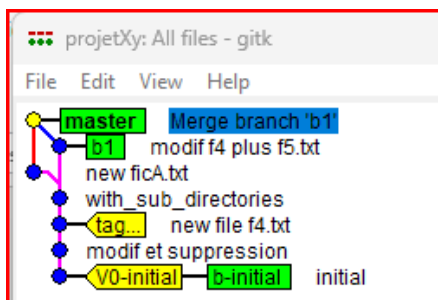 projetXy: All files - gitk
File Edit View Help
master Merge branch 'b1'
b1 modif f4 plus f5.txt
new ficA.txt
with_sub_directories
tag... new file f4.txt
modif et suppression
V0-initial b-initial initial